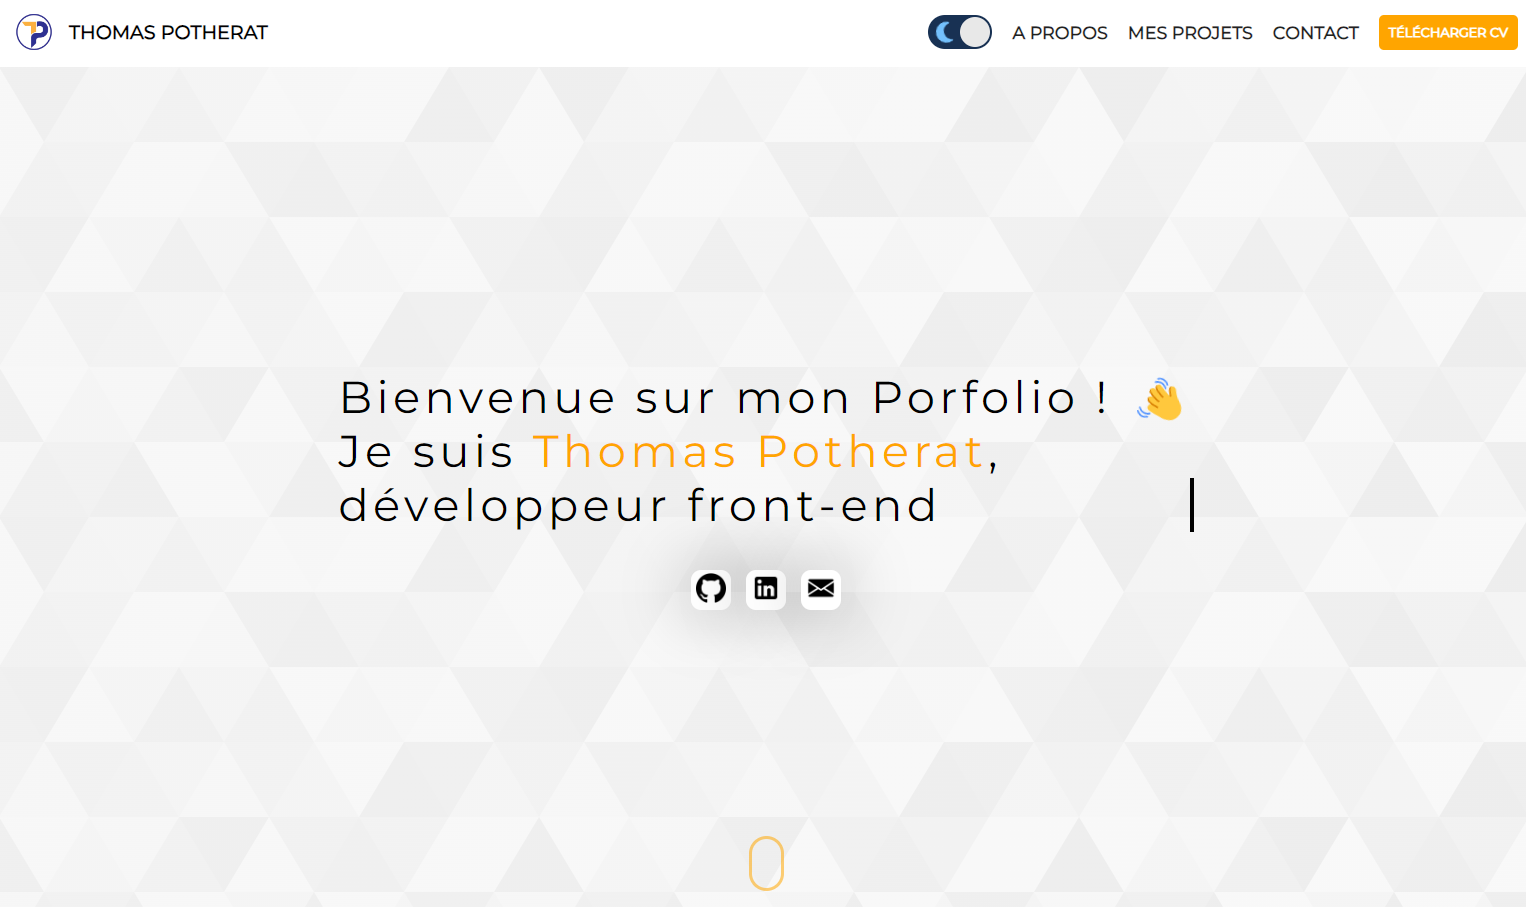 THOMAS POTHERAT
A PROPOS
MES PROJETS
CONTACT
TÉLÉCHARGER CV
Bienvenue sur mon Porfolio ! 👋
Je suis Thomas Potherat,
développeur front-end